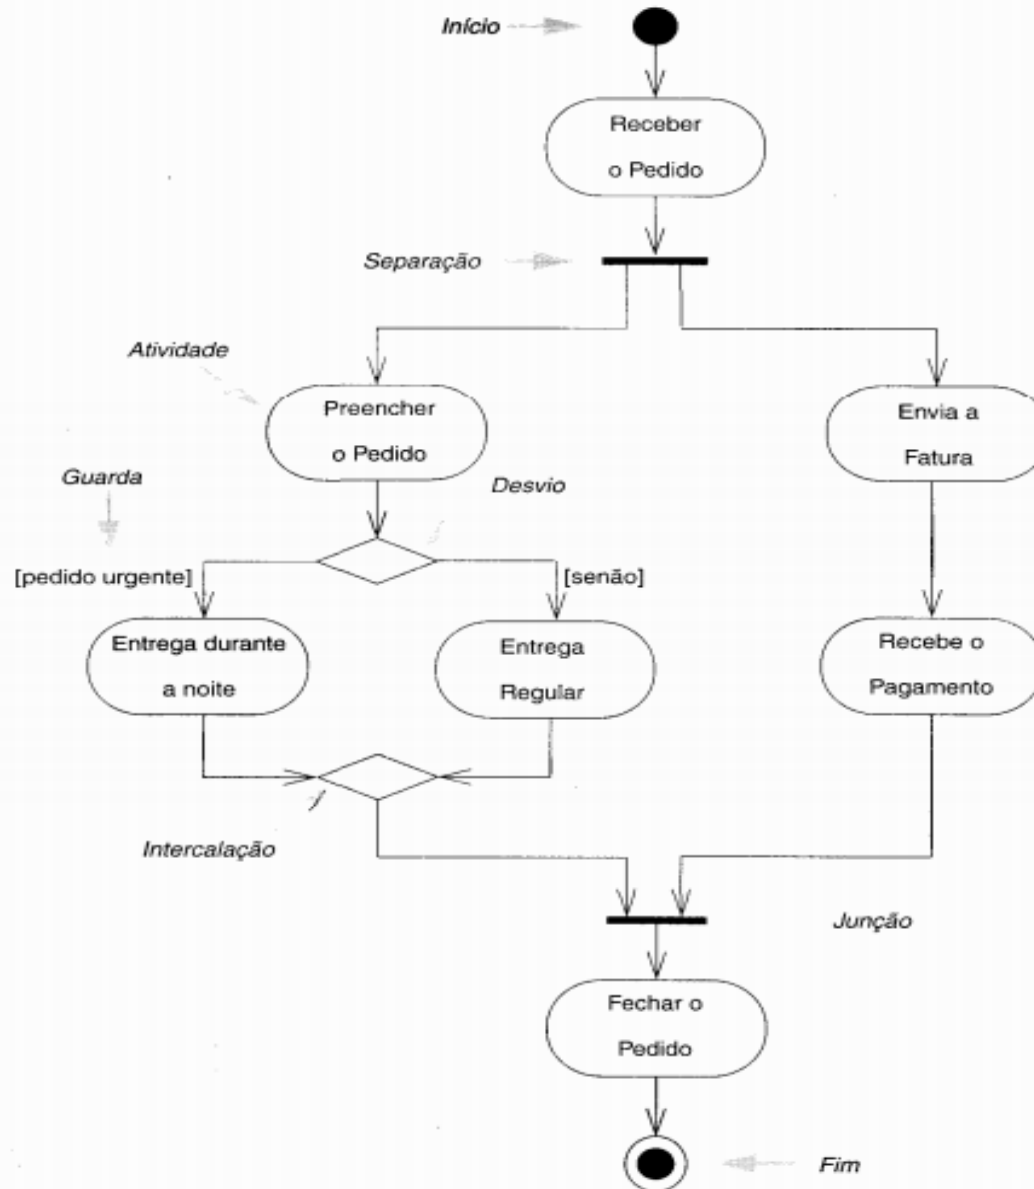 Início
Receber
o Pedido
Separação
Atividade
Preencher
o Pedido
Envia a
Fatura
Guarda
Desvio
[pedido urgente]
[senão]
Entrega durante
a noite
Entrega
Regular
Recebe o
Pagamento
Intercalação
Junção
Fechar o
Pedido
Fim